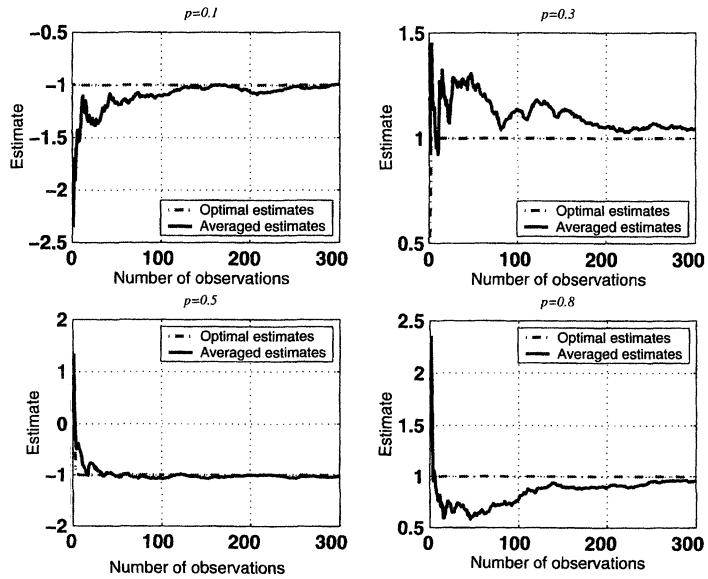 p=0.1
−0.5
−1
−1.5
−2
−2.5
Estimate
Optimal estimates
Averaged estimates
0
100
200
300
Number of observations
p=0.3
1.5
1
0.5
Estimate
Optimal estimates
Averaged estimates
0
100
200
300
Number of observations
p=0.5
2
1
0
−1
−2
Estimate
Optimal estimates
Averaged estimates
0
100
200
300
Number of observations
p=0.8
2.5
2
1.5
1
0.5
Estimate
Optimal estimates
Averaged estimates
0
100
200
300
Number of observations